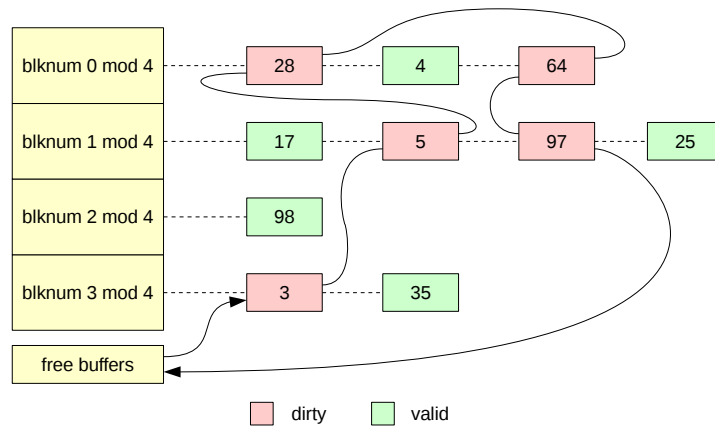 blknum 0 mod 4 28 4 64
blknum 1 mod 4 17 5 97 25
blknum 2 mod 4 98
blknum 3 mod 4 3 35
free buffers
dirty valid